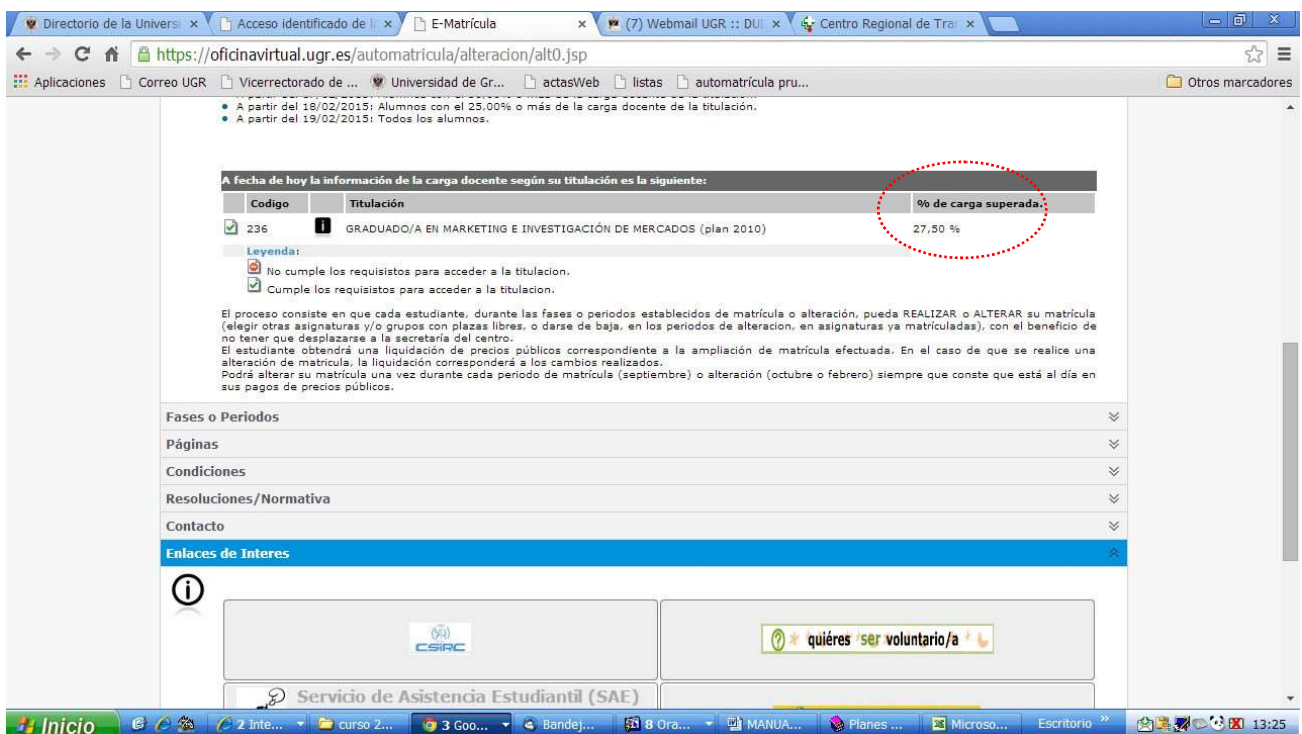 Directorio de la Univers
Acceso identificado de l
E-Matrícula
(7) Webmail UGR :: DU
Centro Regional de Tra
https://oficinavirtual.ugr.es/automatricula/alteracion/alt0.jsp
Aplicaciones Correo UGR Vicerrectorado de ... Universidad de Gr... actasWeb listas automatrícula pru... Otros marcadores
A partir del 18/02/2015: Alumnos con el 25,00% o más de la carga docente de la titulación.
A partir del 19/02/2015: Todos los alumnos.
A fecha de hoy la información de la carga docente según su titulación es la siguiente:
Codigo Titulación % de carga superada.
236 i GRADUADO/A EN MARKETING E INVESTIGACIÓN DE MERCADOS (plan 2010) 27,50 %
Leyenda:
No cumple los requisistos para acceder a la titulacion.
Cumple los requisistos para acceder a la titulacion.
El proceso consiste en que cada estudiante, durante las fases o periodos establecidos de matrícula o alteración, pueda REALIZAR o ALTERAR su matrícula
(elegir otras asignaturas y/o grupos con plazas libres, o darse de baja, en los periodos de alteracion, en asignaturas ya matrículadas), con el beneficio de
no tener que desplazarse a la secretaría del centro.
El estudiante obtendrá una liquidación de precios públicos correspondiente a la ampliación de matrícula efectuada. En el caso de que se realice una
alteración de matricula, la liquidación corresponderá a los cambios realizados.
Podrá alterar su matrícula una vez durante cada periodo de matrícula (septiembre) o alteración (octubre o febrero) siempre que conste que está al día en
sus pagos de precios públicos.
Fases o Periodos
Páginas
Condiciones
Resoluciones/Normativa
Contacto
Enlaces de Interes
CSIRC
quiéres ser voluntario/a
Servicio de Asistencia Estudiantil (SAE)
Inicio 2 Inte... curso 2... 3 Goo... Bandej... 8 Ora... MANUA... Planes ... Microso... Escritorio » 13:25